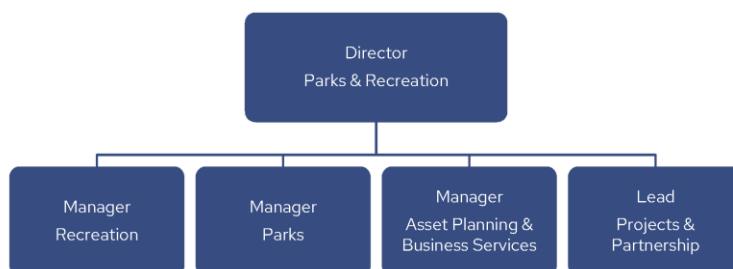 Director
Parks & Recreation
Manager
Recreation
Manager
Parks
Manager
Asset Planning &
Business Services
Lead
Projects &
Partnership